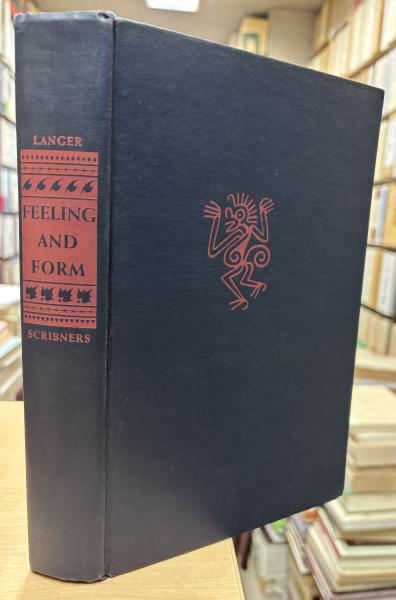 LANGER
FEELING
AND
FORM
SCRIBNERS